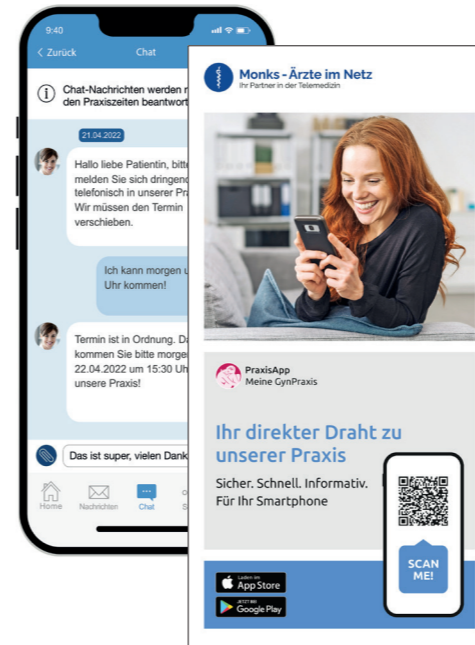 9:40
Zurück
Chat
Chat-Nachrichten werden
den Praxiszeiten beantwort
21.04.2022
Hallo liebe Patientin, bitte
melden Sie sich dringend
telefonisch in unserer
Wir müssen den Termin
verschieben.
Ich kann morgen
Uhr kommen!
Termin ist in Ordnung.
kommen Sie bitte
22.04.2022 um 15:30
unsere Praxis!
Das ist super, vielen Dank
Home
Nachrichten
Chat
Monks - Ärzte im Netz
Ihr Partner in der Telemedizin
PraxisApp
Meine GynPraxis
Ihr direkter Draht zu
unserer Praxis
Sicher. Schnell. Informativ.
Für Ihr Smartphone
SCAN
ME!
Laden im
App Store
JETZT BEI
Google Play